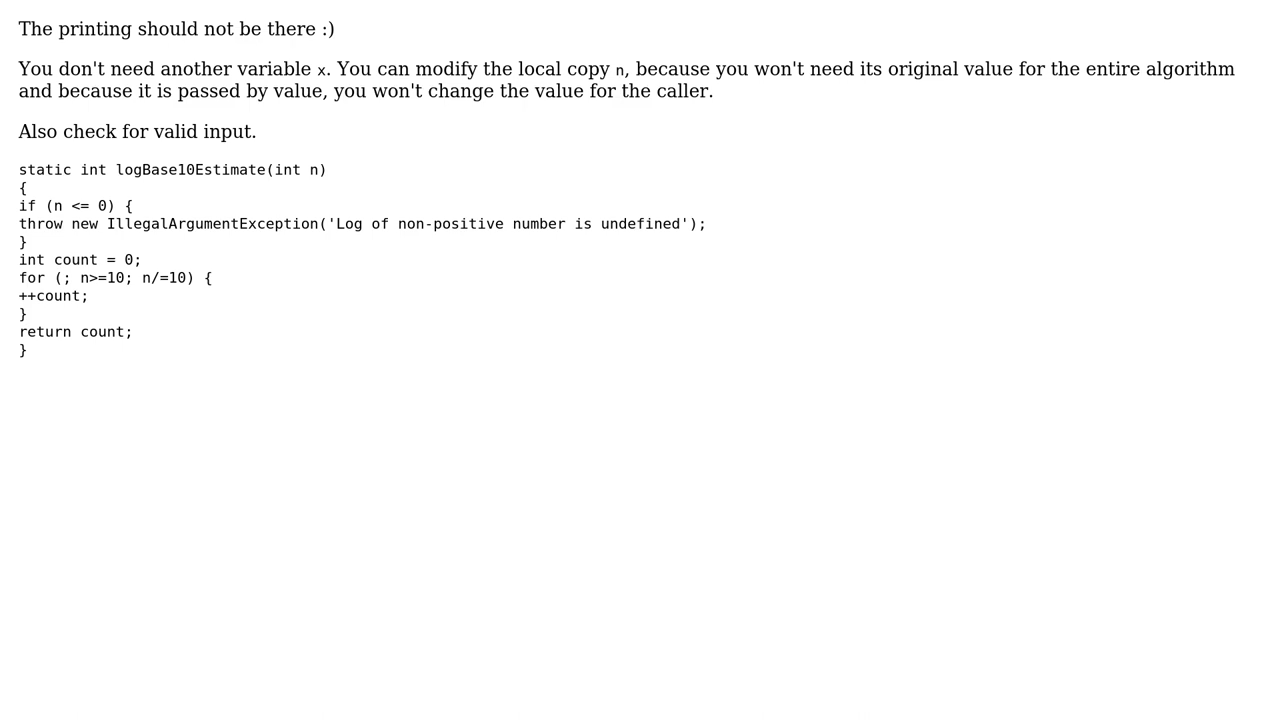 The printing should not be there :)
You don't need another variable x. You can modify the local copy n, because you won't need its original value for the entire algorithm
and because it is passed by value, you won't change the value for the caller.
Also check for valid input.
static int logBase10Estimate(int n)
{
if (n <= 0) {
throw new IllegalArgumentException('Log of non-positive number is undefined');
}
int count = 0;
for (; n>=10; n/=10) {
++count;
}
return count;
}